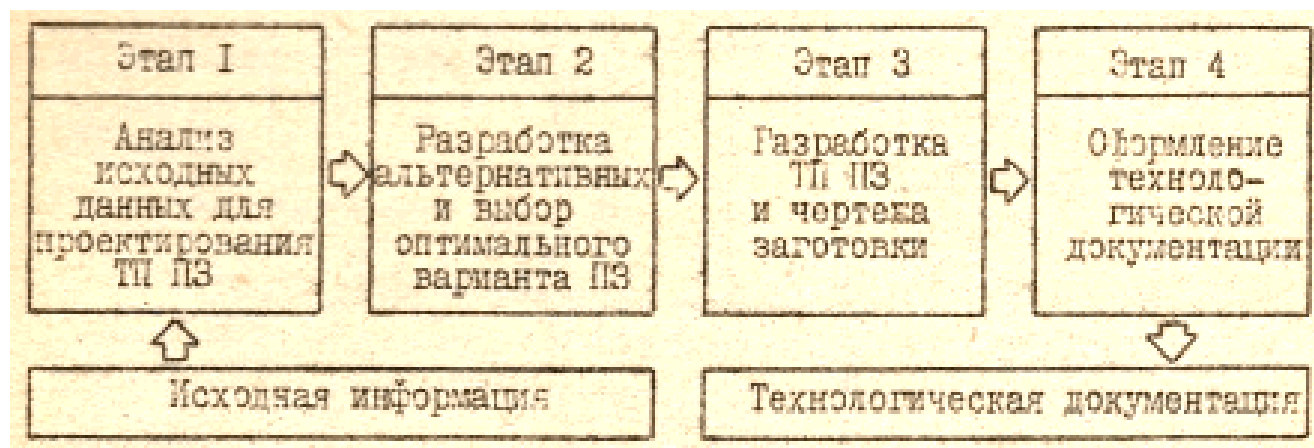 Этап 1
Анализ
исходных
данных для
проектирования
ТП ПЗ
Этап 2
Разработка
альтернативных
и выбор
оптимального
варианта ПЗ
Этап 3
Разработка
ТП ПЗ
и чертежа
заготовки
Этап 4
Оформление
техноло-
гической
документации
Исходная информация
Технологическая документация